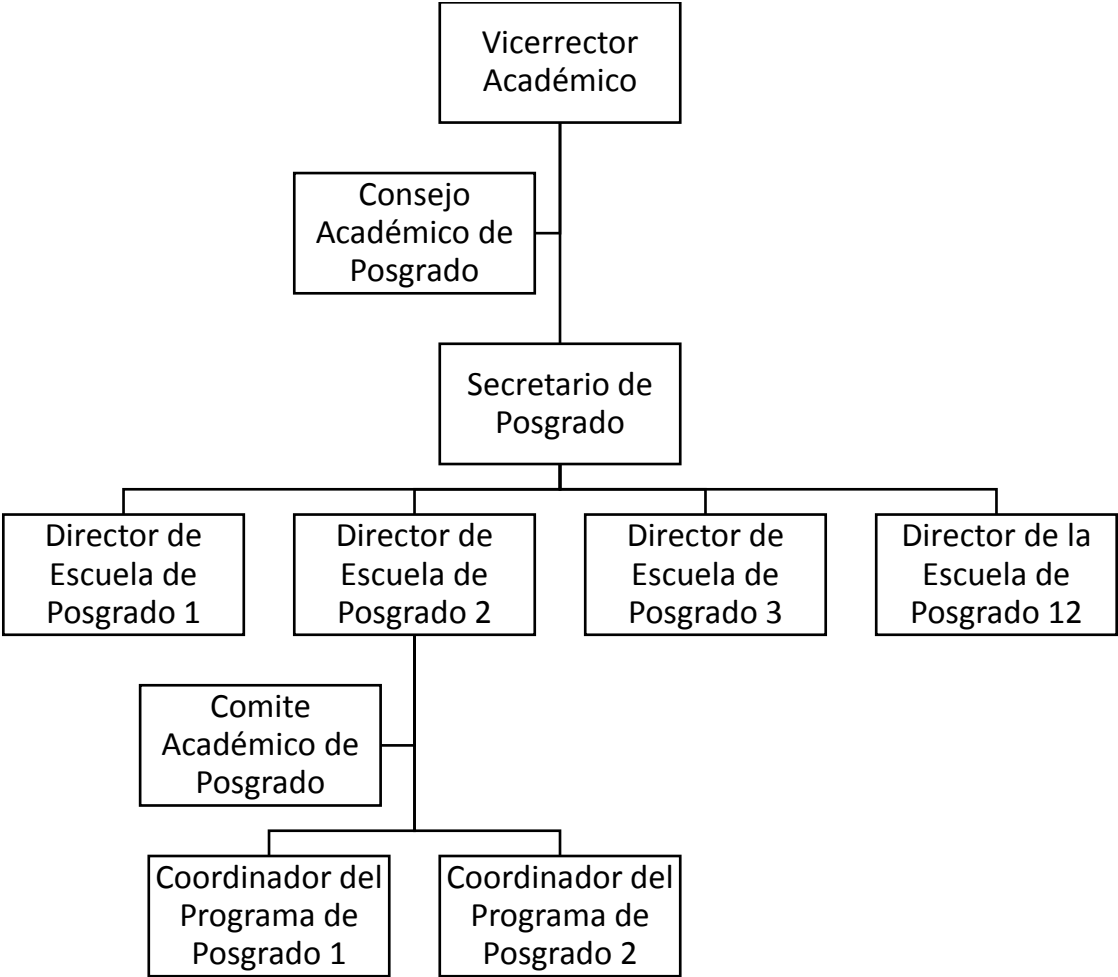 Vicerrector
Académico
Consejo
Académico de
Posgrado
Secretario de
Posgrado
Director de
Escuela de
Posgrado 1
Director de
Escuela de
Posgrado 2
Director de
Escuela de
Posgrado 3
Director de la
Escuela de
Posgrado 12
Comite
Académico de
Posgrado
Coordinador del
Programa de
Posgrado 1
Coordinador del
Programa de
Posgrado 2